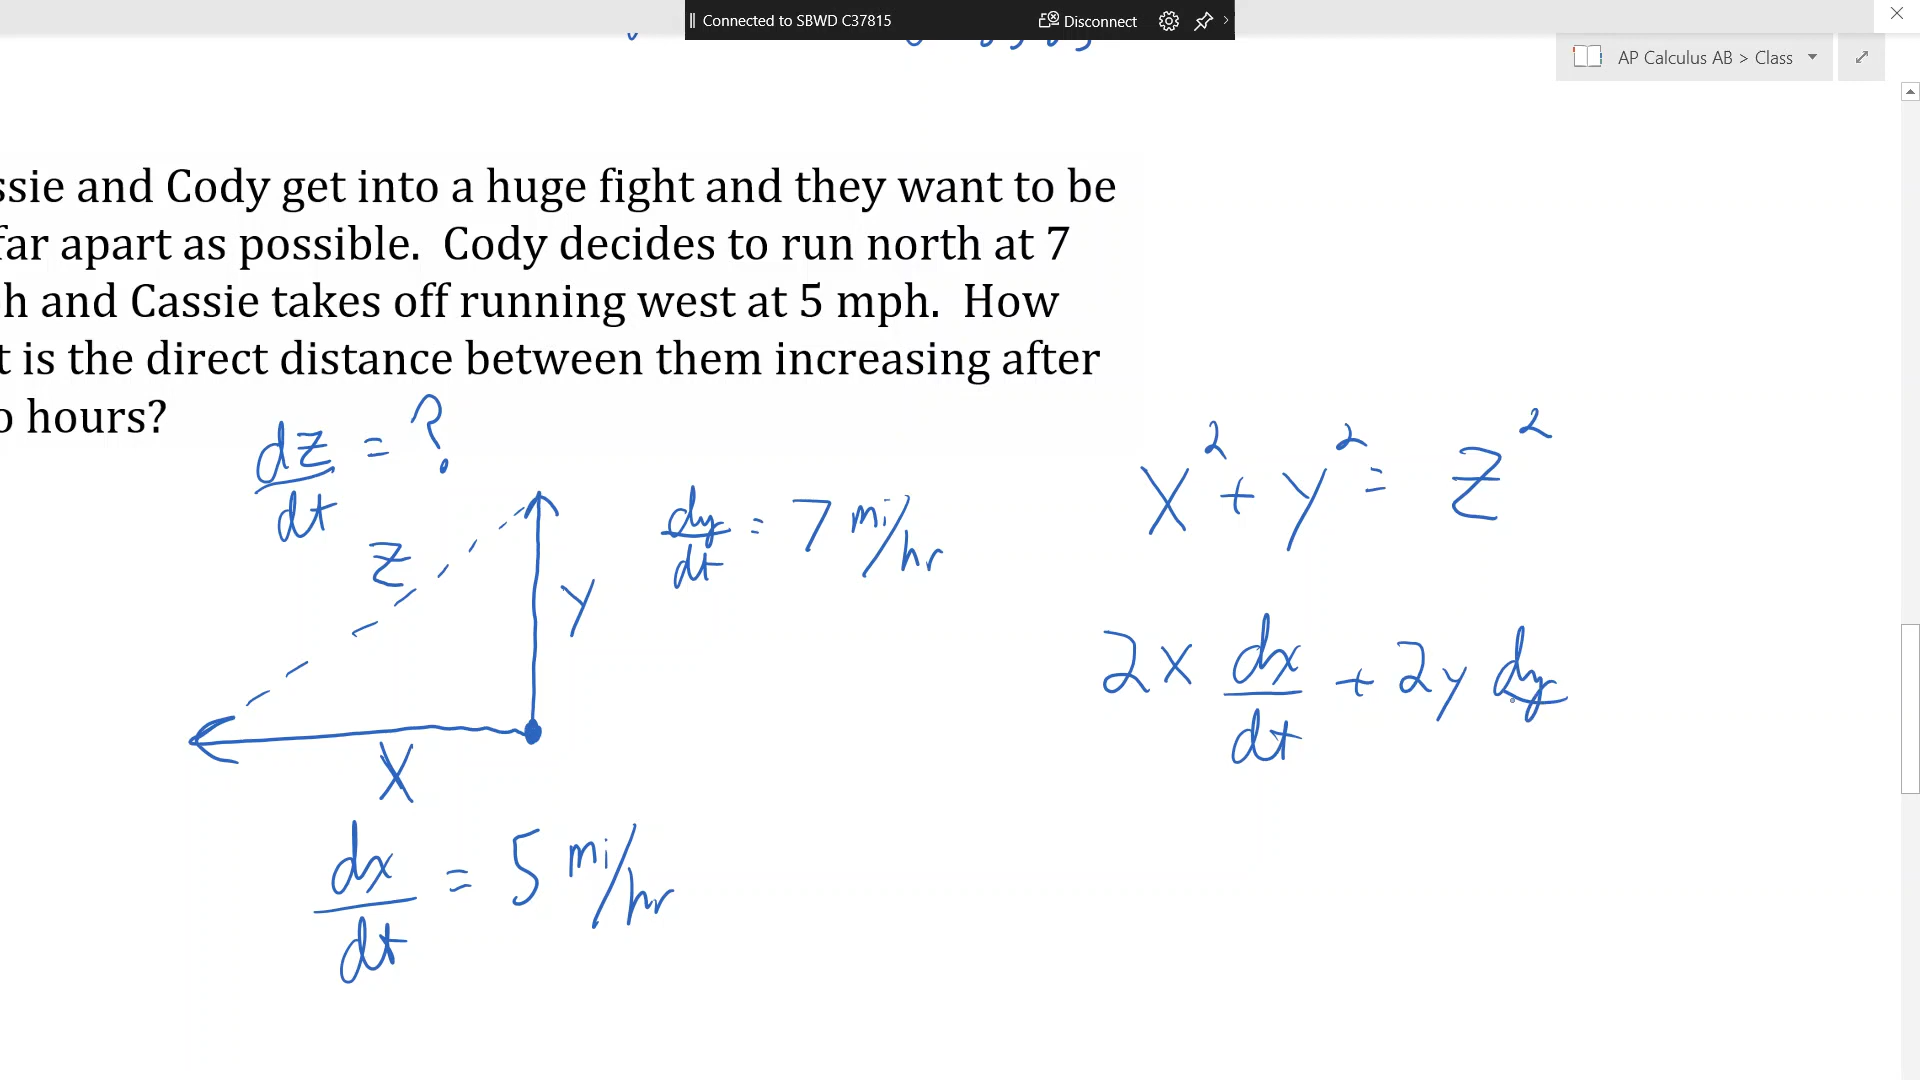 Connected to SBWD C37815 Disconnect
AP Calculus AB > Class
ssie and Cody get into a huge fight and they want to be
far apart as possible. Cody decides to run north at 7
h and Cassie takes off running west at 5 mph. How
t is the direct distance between them increasing after
o hours?
dz/dt = ?
x² + y² = z²
dy/dt = 7 mi/hr
z
y
2x dx/dt + 2y dy
x
dx/dt = 5 mi/hr